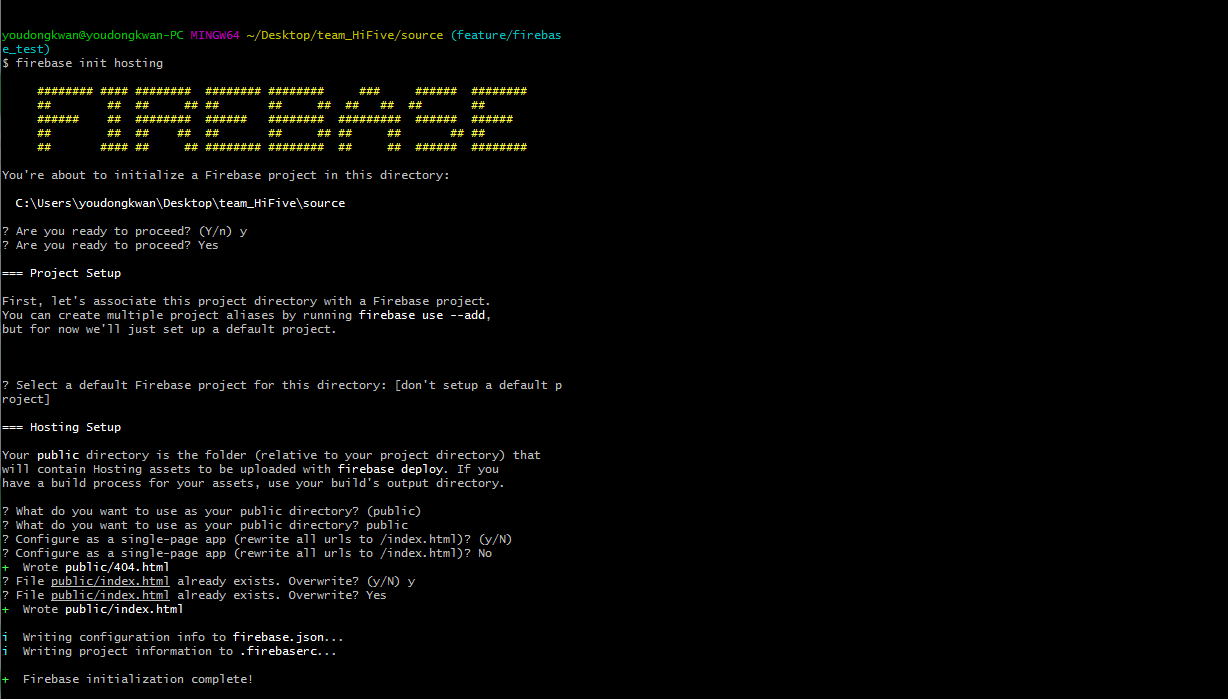 youdongkwan@youdongkwan-PC MINGW64 ~/Desktop/team_HiFive/source (feature/firebas
e_test)
$ firebase init hosting
FIREBASE
You're about to initialize a Firebase project in this directory:
C:\Users\youdongkwan\Desktop\team_HiFive\source
? Are you ready to proceed? (Y/n) y
? Are you ready to proceed? Yes
=== Project Setup
First, let's associate this project directory with a Firebase project.
You can create multiple project aliases by running firebase use --add,
but for now we'll just set up a default project.
? Select a default Firebase project for this directory: [don't setup a default p
roject]
=== Hosting Setup
Your public directory is the folder (relative to your project directory) that
will contain Hosting assets to be uploaded with firebase deploy. If you
have a build process for your assets, use your build's output directory.
? What do you want to use as your public directory? (public)
? What do you want to use as your public directory? public
? Configure as a single-page app (rewrite all urls to /index.html)? (y/N)
? Configure as a single-page app (rewrite all urls to /index.html)? No
+  Wrote public/404.html
? File public/index.html already exists. Overwrite? (y/N) y
? File public/index.html already exists. Overwrite? Yes
+  Wrote public/index.html
i  Writing configuration info to firebase.json...
i  Writing project information to .firebaserc...
+  Firebase initialization complete!